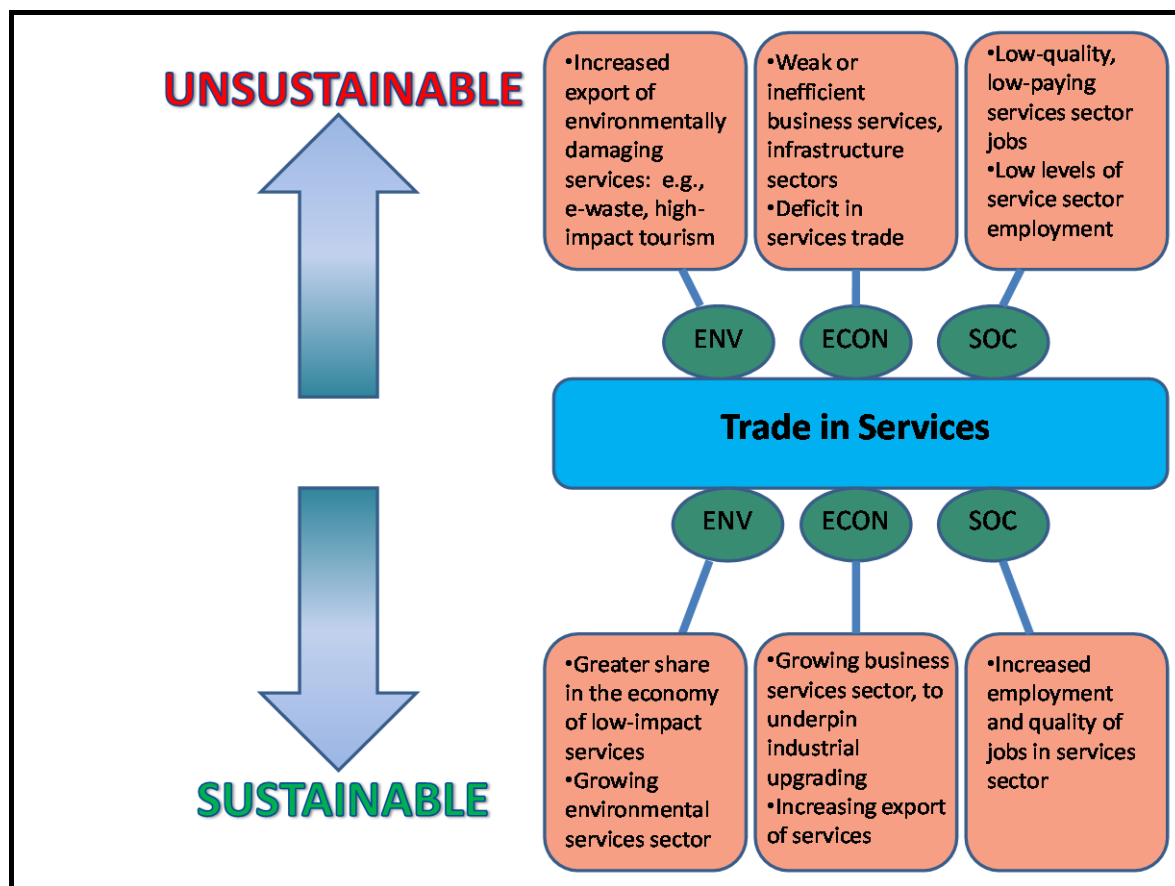 UNSUSTAINABLE
•Increased
export of
environmentally
damaging
services:  e.g.,
e-waste, high-
impact tourism
•Weak or
inefficient
business services,
infrastructure
sectors
•Deficit in
services trade
•Low-quality,
low-paying
services sector
jobs
•Low levels of
service sector
employment
ENV
ECON
SOC
Trade in Services
ENV
ECON
SOC
SUSTAINABLE
•Greater share
in the economy
of low-impact
services
•Growing
environmental
services sector
•Growing business
services sector, to
underpin
industrial
upgrading
•Increasing export
of services
•Increased
employment
and quality of
jobs in services
sector